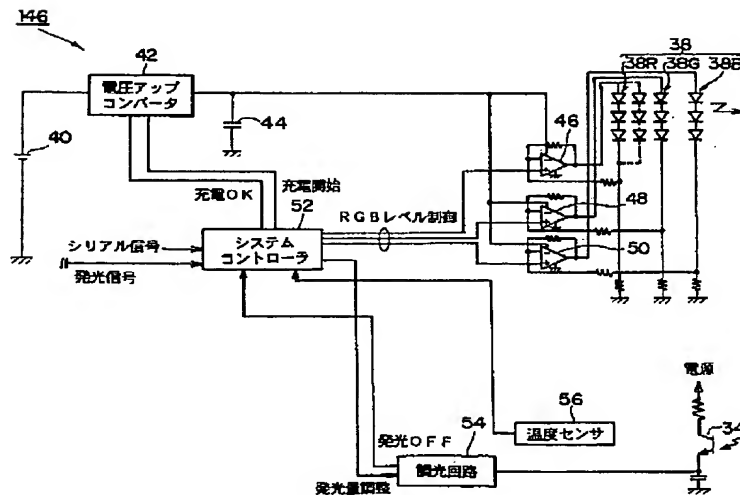 146
42
電圧アップ
コンバータ
40
44
38
38R
38G
38B
46
充電OK
充電開始
52
RGBレベル制御
48
シリアル信号
発光信号
システム
コントローラ
50
電源
34
56
温度センサ
発光OFF
54
調光回路
発光量調整